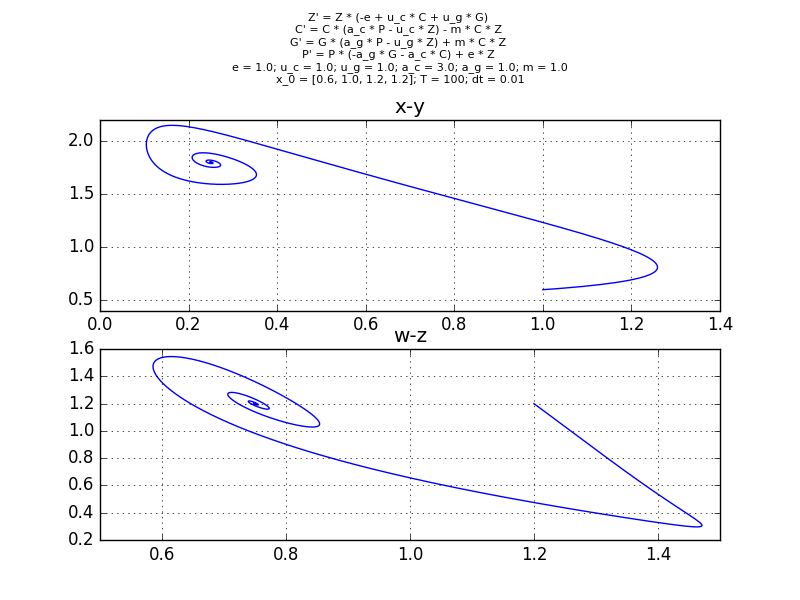 Z' = Z * (-e + u_c * C + u_g * G)
C' = C * (a_c * P - u_c * Z) - m * C * Z
G' = G * (a_g * P - u_g * Z) + m * C * Z
P' = P * (-a_g * G - a_c * C) + e * Z
e = 1.0; u_c = 1.0; u_g = 1.0; a_c = 3.0; a_g = 1.0; m = 1.0
x_0 = [0.6, 1.0, 1.2, 1.2]; T = 100; dt = 0.01
x-y
2.0
1.5
1.0
0.5
0.0 0.2 0.4 0.6 0.8 1.0 1.2 1.4
w-z
1.6
1.4
1.2
1.0
0.8
0.6
0.4
0.2
0.6 0.8 1.0 1.2 1.4